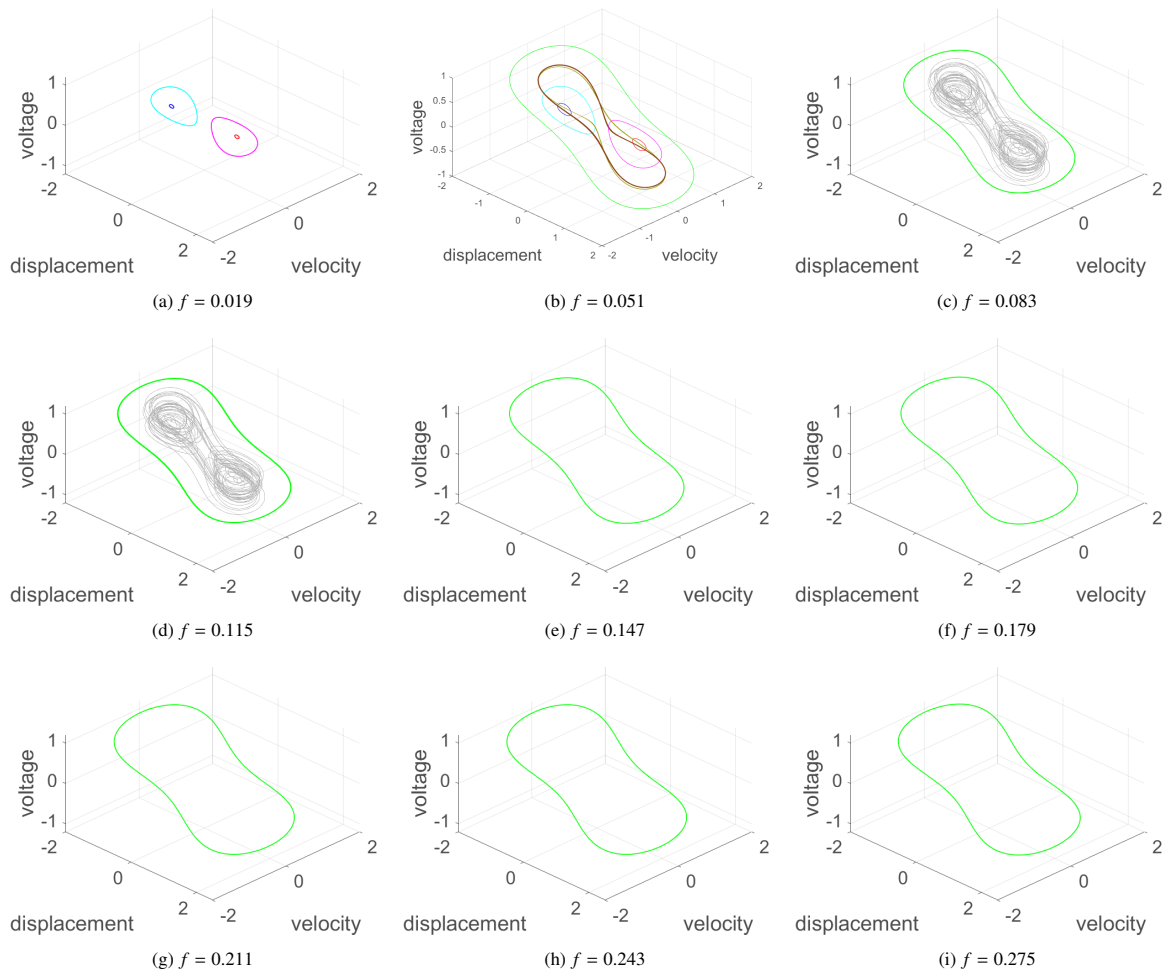 voltage
1
0
-1
-2
0
2
displacement
-2
0
2
velocity
(a) f = 0.019
voltage
1
0.5
0
-0.5
-1
-2
-1
0
1
2
displacement
-2
-1
0
1
2
velocity
(b) f = 0.051
voltage
1
0
-1
-2
0
2
displacement
-2
0
2
velocity
(c) f = 0.083
voltage
1
0
-1
-2
0
2
displacement
-2
0
2
velocity
(d) f = 0.115
voltage
1
0
-1
-2
0
2
displacement
-2
0
2
velocity
(e) f = 0.147
voltage
1
0
-1
-2
0
2
displacement
-2
0
2
velocity
(f) f = 0.179
voltage
1
0
-1
-2
0
2
displacement
-2
0
2
velocity
(g) f = 0.211
voltage
1
0
-1
-2
0
2
displacement
-2
0
2
velocity
(h) f = 0.243
voltage
1
0
-1
-2
0
2
displacement
-2
0
2
velocity
(i) f = 0.275